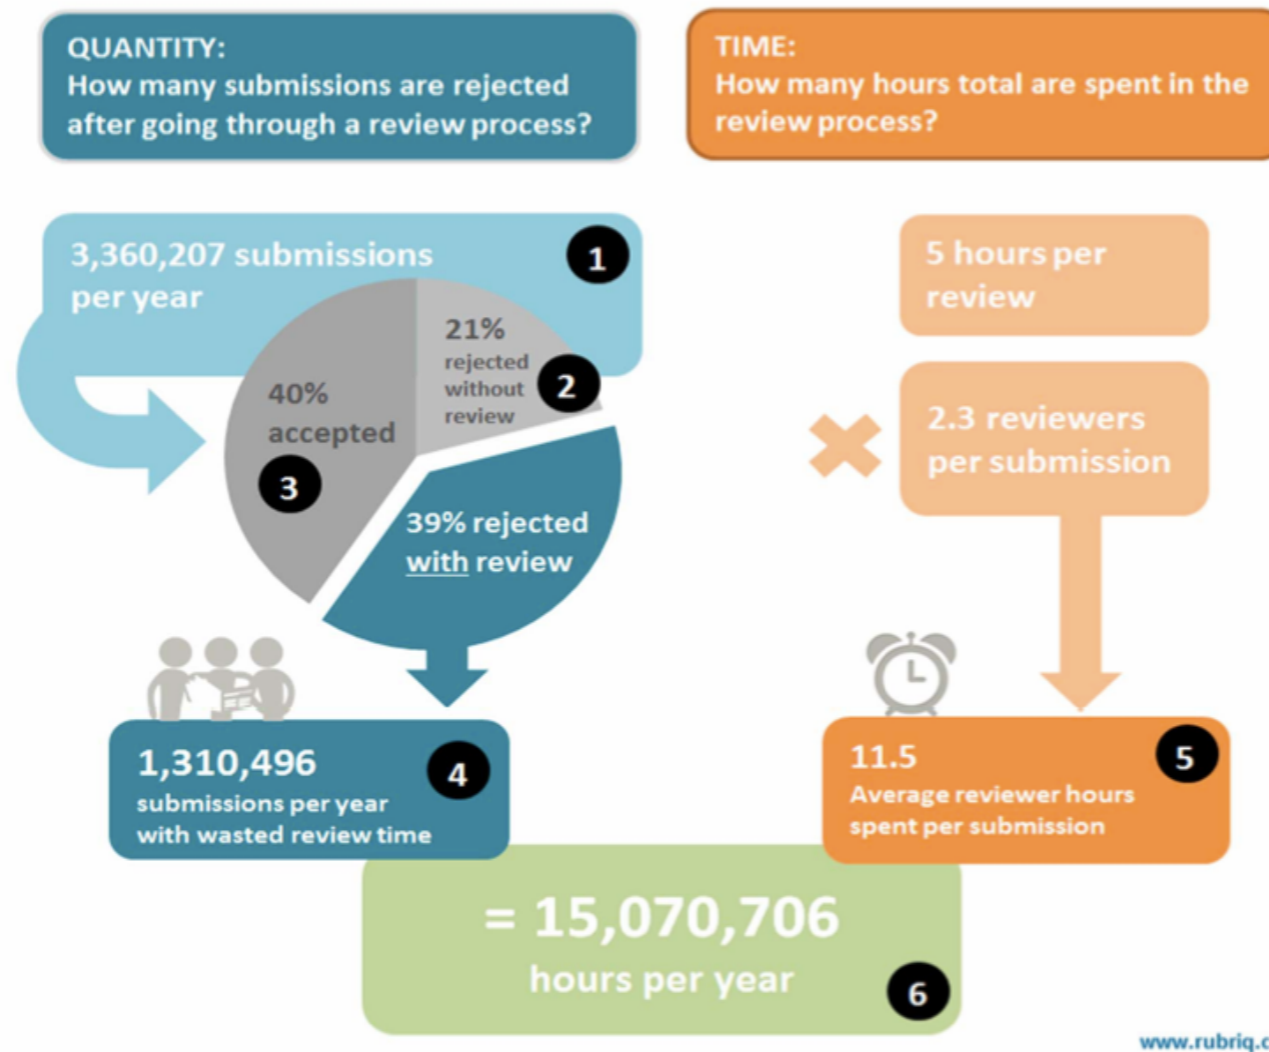 QUANTITY:
How many submissions are rejected
after going through a review process?
TIME:
How many hours total are spent in the
review process?
3,360,207 submissions
per year
1
21%
rejected
without
review
2
40%
accepted
3
39% rejected
with review
5 hours per
review
2.3 reviewers
per submission
1,310,496
submissions per year
with wasted review time
4
11.5
Average reviewer hours
spent per submission
5
= 15,070,706
hours per year
6
www.rubriq.c